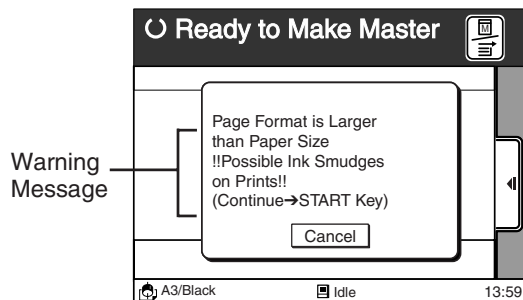 Ready to Make Master
M
Page Format is Larger
than Paper Size
!!Possible Ink Smudges
on Prints!!
(Continue➔START Key)
Cancel
Warning
Message
A3/Black
Idle
13:59